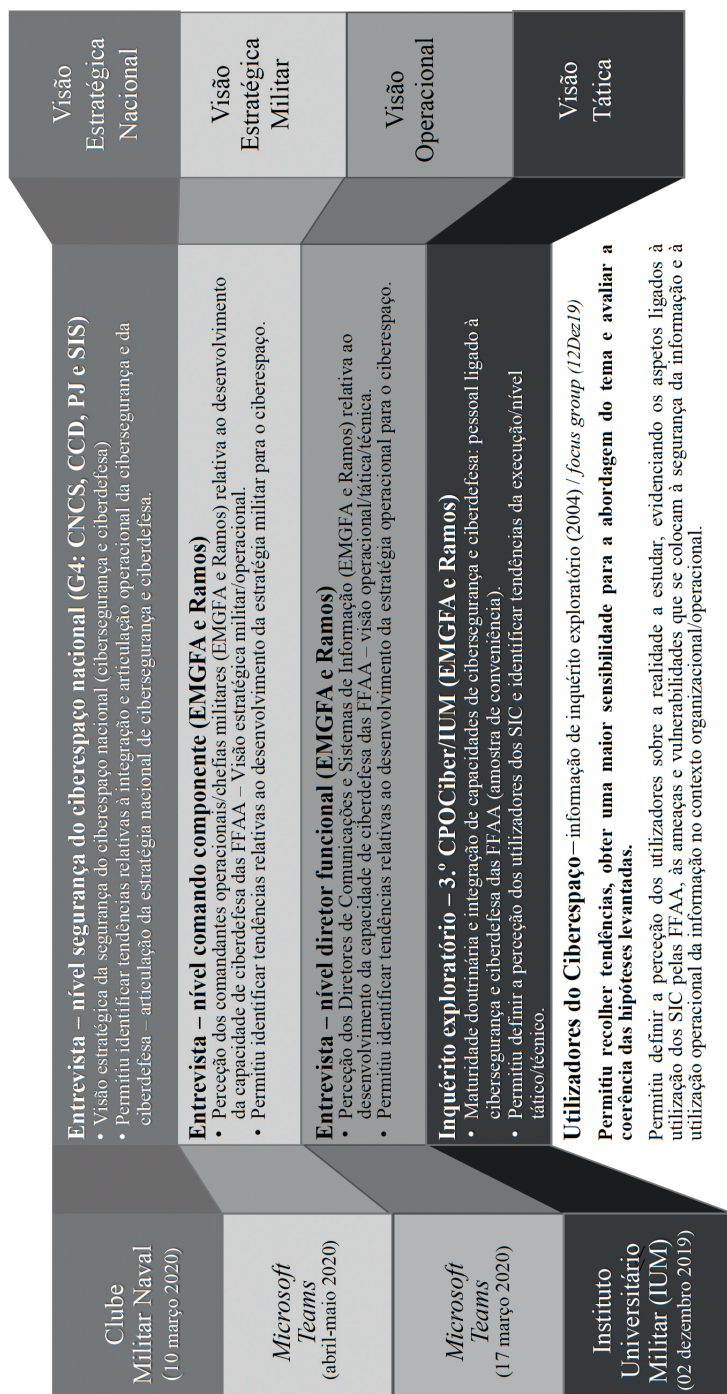 Clube
Militar Naval
(10 março 2020)
Entrevista – nível segurança do ciberespaço nacional (G4: CNCS, CCD, PJ e SIS)
• Visão estratégica da segurança do ciberespaço nacional (cibersegurança e ciberdefesa)
• Permitiu identificar tendências relativas à integração e articulação operacional da cibersegurança e da
ciberdefesa – articulação da estratégia nacional de cibersegurança e ciberdefesa.
Visão
Estratégica
Nacional
Microsoft
Teams
(abril-maio 2020)
Entrevista – nível comando componente (EMGFA e Ramos)
• Perceção dos comandantes operacionais/chefias militares (EMGFA e Ramos) relativa ao desenvolvimento
da capacidade de ciberdefesa das FFAA – Visão estratégica militar/operacional.
• Permitiu identificar tendências relativas ao desenvolvimento da estratégia militar para o ciberespaço.
Visão
Estratégica
Militar
Microsoft
Teams
(17 março 2020)
Entrevista – nível diretor funcional (EMGFA e Ramos)
• Perceção dos Diretores de Comunicações e Sistemas de Informação (EMGFA e Ramos) relativa ao
desenvolvimento da capacidade de ciberdefesa das FFAA – visão operacional/tática/técnica.
• Permitiu identificar tendências relativas ao desenvolvimento da estratégia operacional para o ciberespaço.
Visão
Operacional
Instituto
Universitário
Militar (IUM)
(02 dezembro 2019)
Inquérito exploratório – 3.º CPOCiber/IUM (EMGFA e Ramos)
• Maturidade doutrinária e integração de capacidades de cibersegurança e ciberdefesa: pessoal ligado à
cibersegurança e ciberdefesa das FFAA (amostra de conveniência).
• Permitiu definir a perceção dos utilizadores dos SIC e identificar tendências da execução/nível
tático/técnico.
Visão
Tática
Utilizadores do Ciberespaço – informação de inquérito exploratório (2004) / focus group (12Dez19)
Permitiu recolher tendências, obter uma maior sensibilidade para a abordagem do tema e avaliar a
coerência das hipóteses levantadas.
Permitiu definir a perceção dos utilizadores sobre a realidade a estudar, evidenciando os aspetos ligados à
utilização dos SIC pelas FFAA, às ameaças e vulnerabilidades que se colocam à segurança da informação e à
utilização operacional da informação no contexto organizacional/operacional.